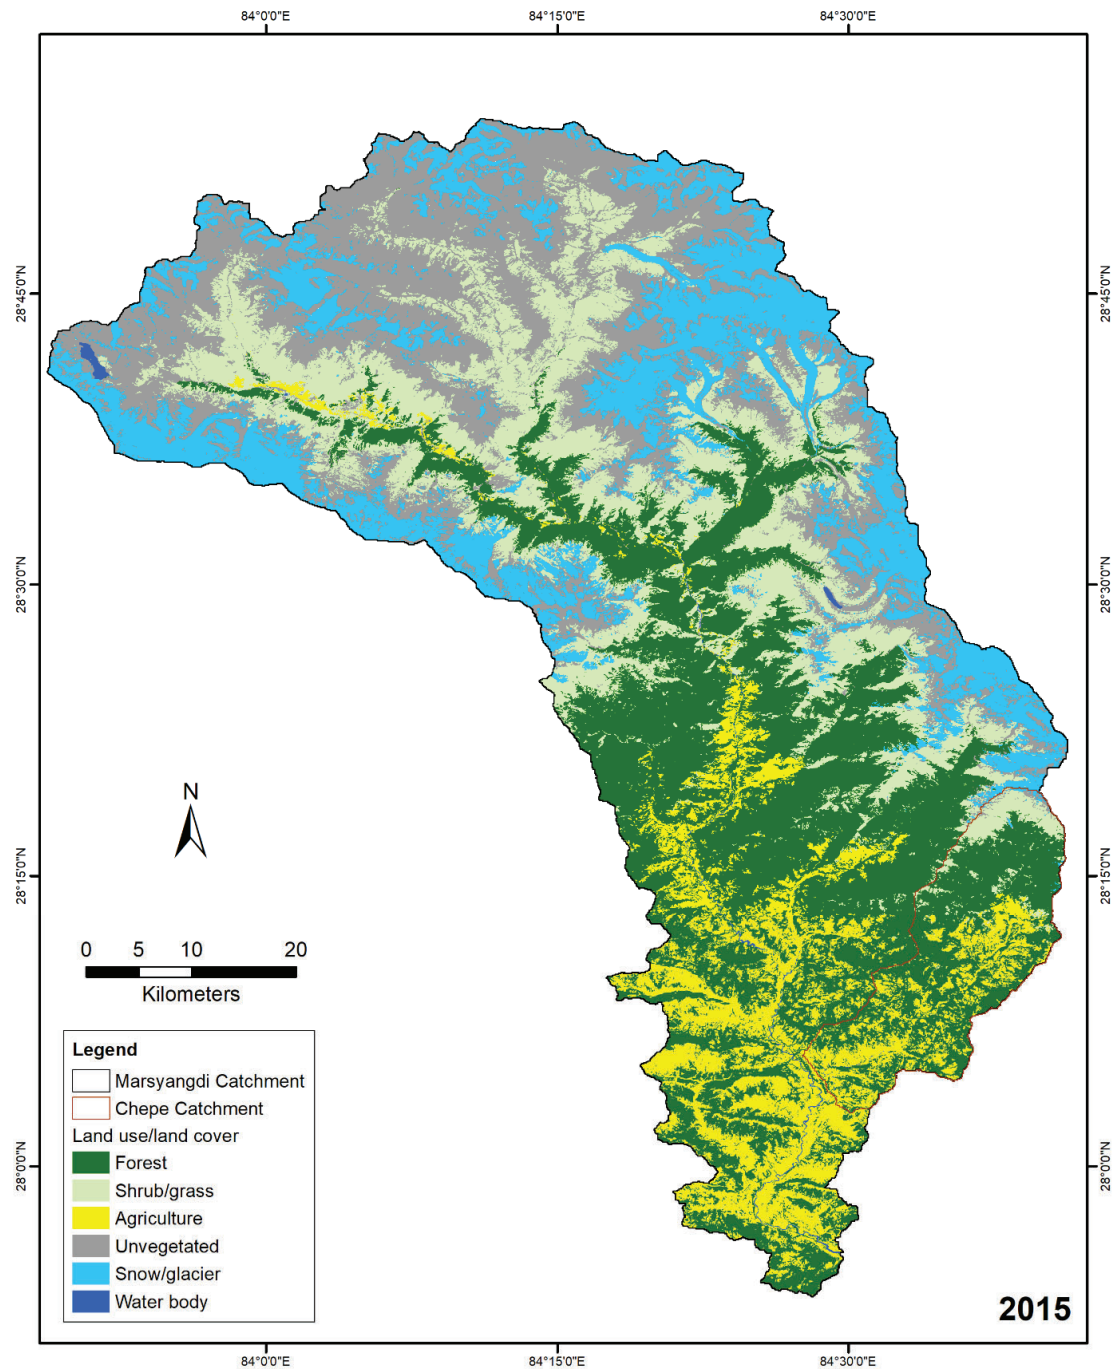 84°0'0"E 84°15'0"E 84°30'0"E
28°45'0"N 28°45'0"N
28°30'0"N 28°30'0"N
N
28°15'0"N 28°15'0"N
0 5 10 20
Kilometers
Legend
Marsyangdi Catchment
Chepe Catchment
Land use/land cover
Forest
Shrub/grass
Agriculture
Unvegetated
Snow/glacier
Water body
28°0'0"N 28°0'0"N
2015
84°0'0"E 84°15'0"E 84°30'0"E